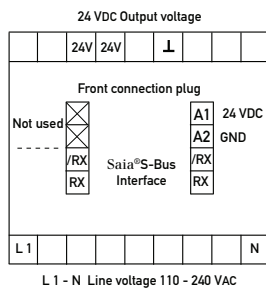 24 VDC Output voltage
24V 24V ⊥
Front connection plug
Not used
A1 24 VDC
A2 GND
/RX Saia®S-Bus /RX
RX Interface RX
L 1 N
L 1 - N Line voltage 110 - 240 VAC